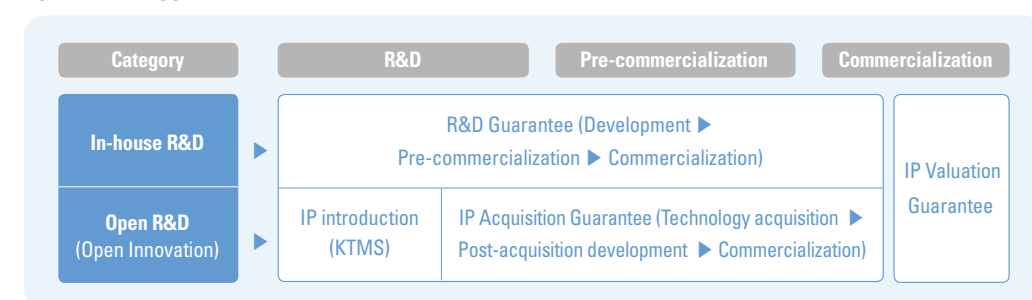 Category
R&D
Pre-commercialization
Commercialization
In-house R&D
R&D Guarantee (Development ▶
Pre-commercialization ▶ Commercialization)
Open R&D
(Open Innovation)
IP introduction
(KTMS)
IP Acquisition Guarantee (Technology acquisition ▶
Post-acquisition development ▶ Commercialization)
IP Valuation
Guarantee